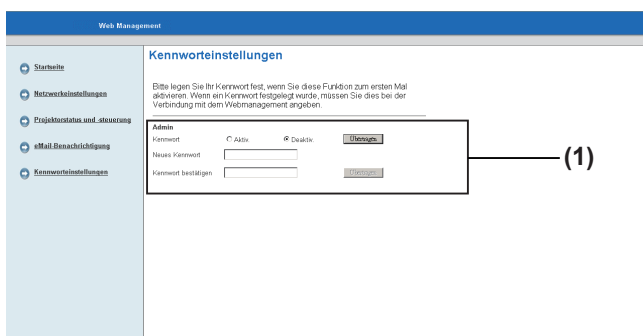 Web Management
Startseite
Netzwerkeinstellungen
Projektorstatus und -steuerung
eMail-Benachrichtigung
Kennworteinstellungen
Kennworteinstellungen
Bitte legen Sie Ihr Kennwort fest, wenn Sie diese Funktion zum ersten Mal
aktivieren. Wenn ein Kennwort festgelegt wurde, müssen Sie dies bei der
Verbindung mit dem Webmanagement angeben.
Admin
Kennwort Aktiv. Deaktiv. Übertragen
Neues Kennwort
Kennwort bestätigen Übertragen
(1)